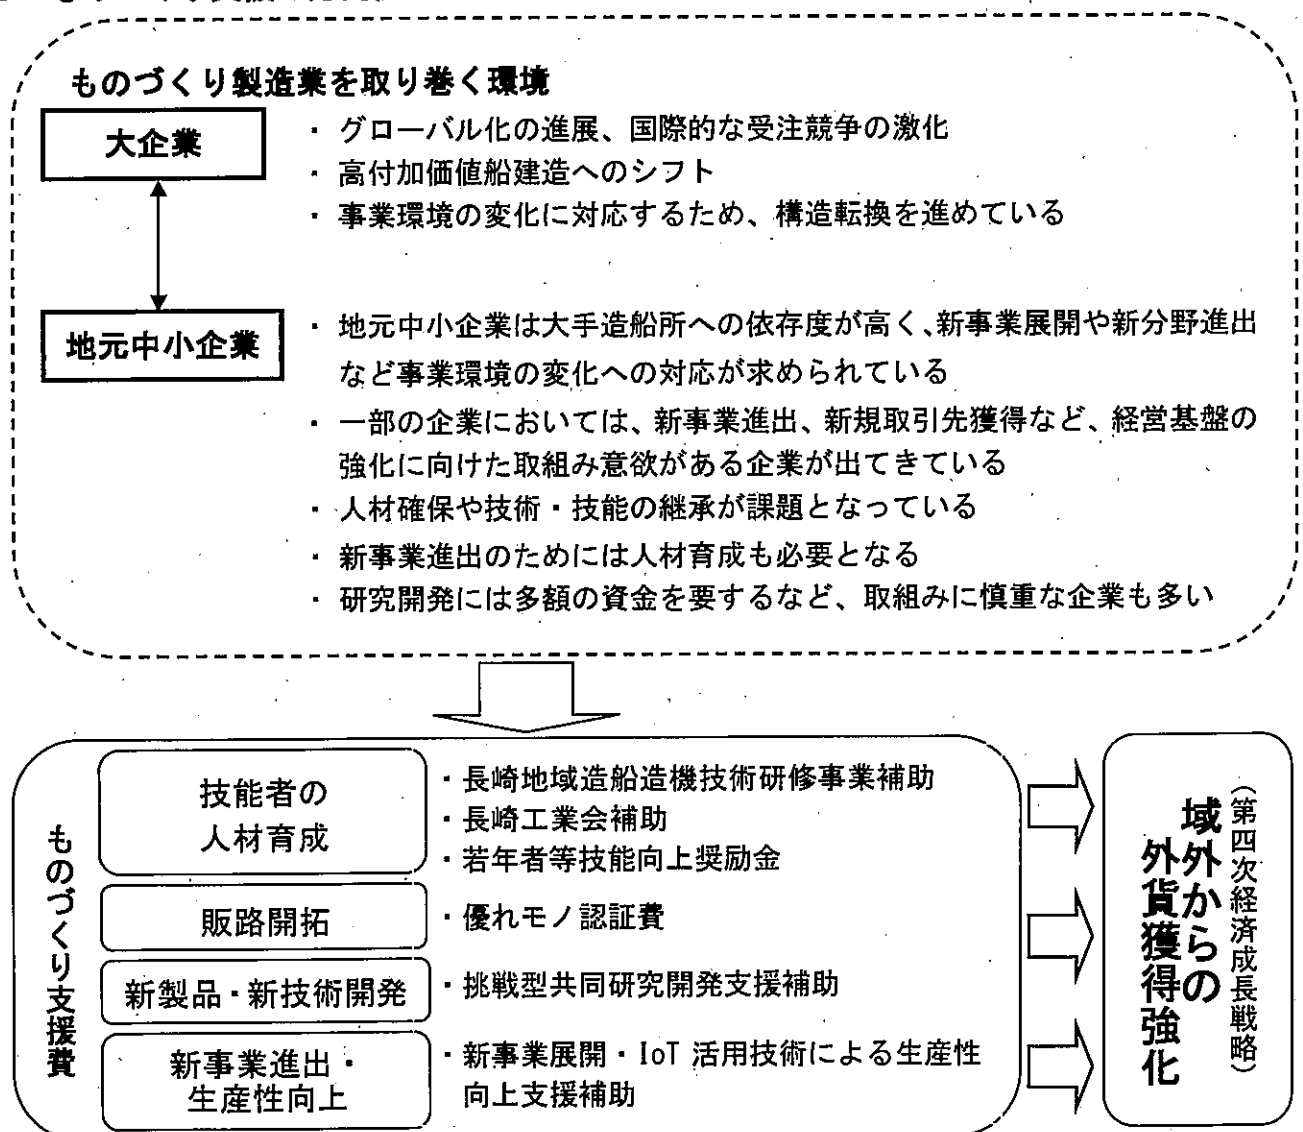 ものづくり製造業を取り巻く環境
大企業
・グローバル化の進展、国際的な受注競争の激化
・高付加価値船建造へのシフト
・事業環境の変化に対応するため、構造転換を進めている
地元中小企業
・地元中小企業は大手造船所への依存度が高く、新事業展開や新分野進出
など事業環境の変化への対応が求められている
・一部の企業においては、新事業進出、新規取引先獲得など、経営基盤の
強化に向けた取組み意欲がある企業が出てきている
・人材確保や技術・技能の継承が課題となっている
・新事業進出のためには人材育成も必要となる
・研究開発には多額の資金を要するなど、取組みに慎重な企業も多い
ものづくり支援費
技能者の
人材育成
・長崎地域造船造機技術研修事業補助
・長崎工業会補助
・若年者等技能向上奨励金
販路開拓
・優れモノ認証費
新製品・新技術開発
・挑戦型共同研究開発支援補助
新事業進出・
生産性向上
・新事業展開・IoT 活用技術による生産性
向上支援補助
（第四次経済成長戦略）
域外からの
外貨獲得強化